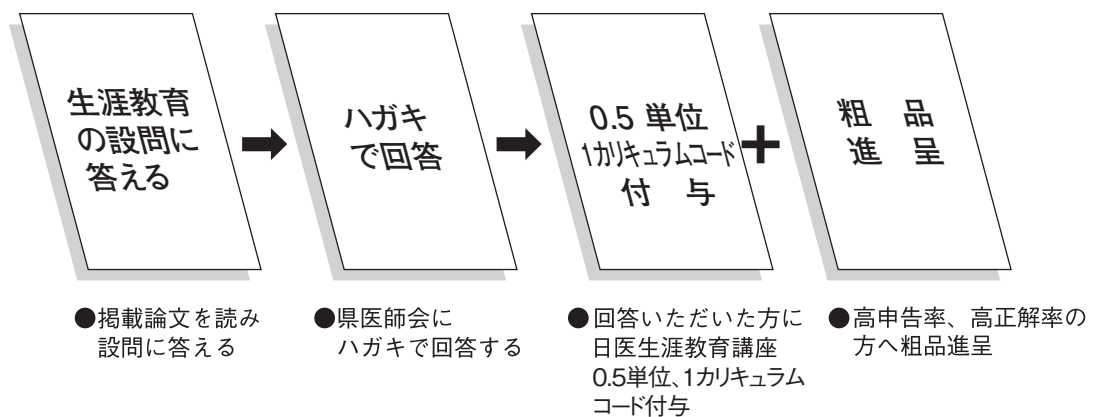 生涯教育
の設問に
答える
ハガキ
で回答
0.5 単位
1カリキュラムコード
付　与
+
粗　品
進　呈
●掲載論文を読み
設問に答える
●県医師会に
ハガキで回答する
●回答いただいた方に
日医生涯教育講座
0.5単位、1カリキュラム
コード付与
●高申告率、高正解率の
方へ粗品進呈